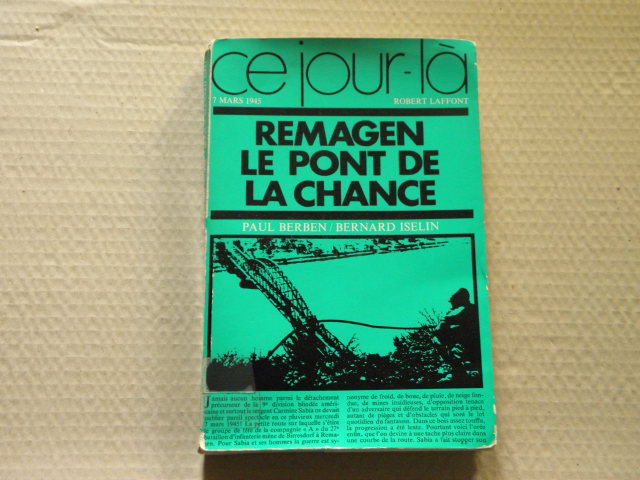 ce jour-là
7 MARS 1945 ROBERT LAFFONT
REMAGEN
LE PONT DE
LA CHANCE
PAUL BERBEN / BERNARD ISELIN
Jamais aucun homme parmi le détachement
précurseur de la 9e division blindée améri-
caine et surtout le sergent Carmine Sabia ne devait
oublier pareil spectacle en ce pluvieux mercredi
7 mars 1945! La petite route sur laquelle s'étire
le groupe de tête de la compagnie « A » du 27e
bataillon d'infanterie mène de Birresdorf à Rema-
gen. Pour Sabia et ses hommes la guerre est sy-
nonyme de froid, de boue, de pluie, de neige fon-
due, de mines insidieuses, d'opposition tenace
d'un adversaire qui défend le terrain pied à pied,
autant de pièges et d'obstacles qui sont le lot
quotidien du fantassin. Dans ce bois assez touffu,
la progression a été lente. Pourtant voici l'orée
enfin, que l'on devine à une tache plus claire dans
une courbe de la route. Sabia a fait stopper son